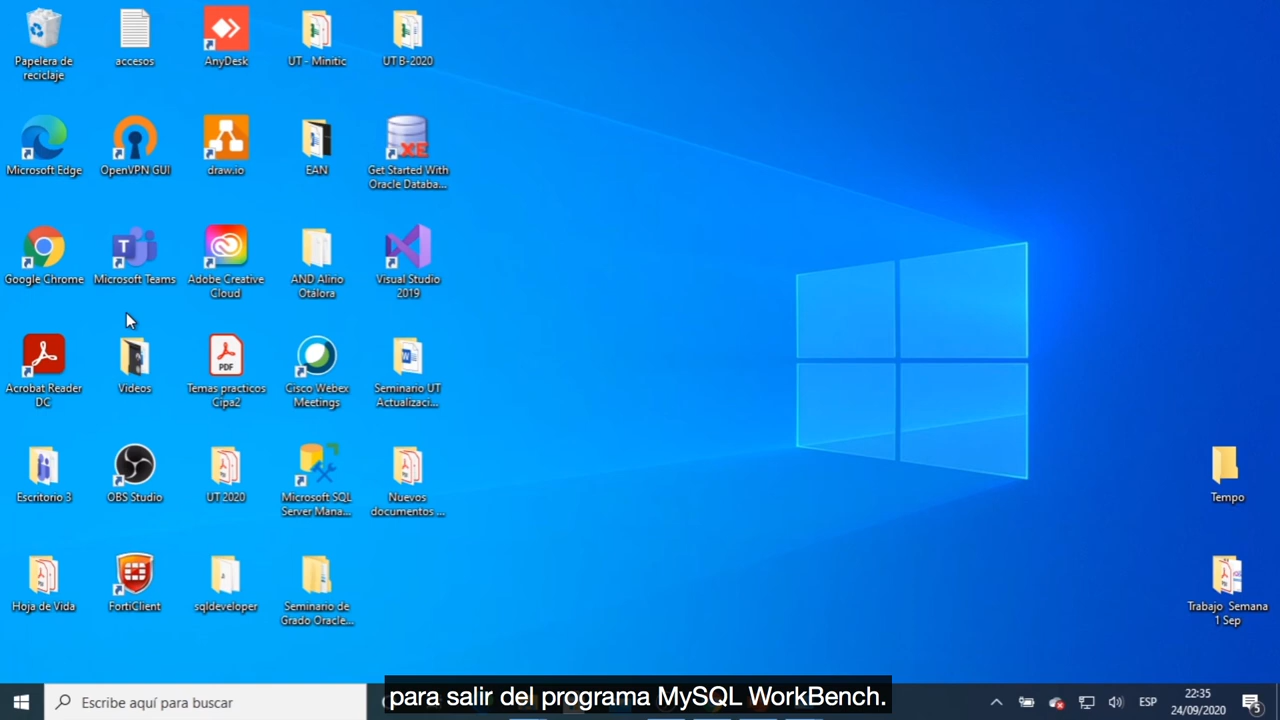 Papelera de
reciclaje
accesos
AnyDesk
UT - Minitic
UT B-2020
Microsoft Edge
OpenVPN GUI
draw.io
EAN
XE
Get Started With
Oracle Databa...
Google Chrome
Microsoft Teams
Adobe Creative
Cloud
AND Alirio
Otalora
Visual Studio
2019
Acrobat Reader
DC
Videos
PDF
Temas practicos
Cipa2
Cisco Webex
Meetings
Seminario UT
Actualizaci...
Escritorio 3
OBS Studio
UT 2020
Microsoft SQL
Server Mana...
Nuevos
documentos ...
Tempo
Hoja de Vida
FortiClient
sqldeveloper
Seminario de
Grado Oracle...
Trabajo Semana
1 Sep
para salir del programa MySQL WorkBench.
Escribe aquí para buscar
ESP
22:35
24/09/2020
5